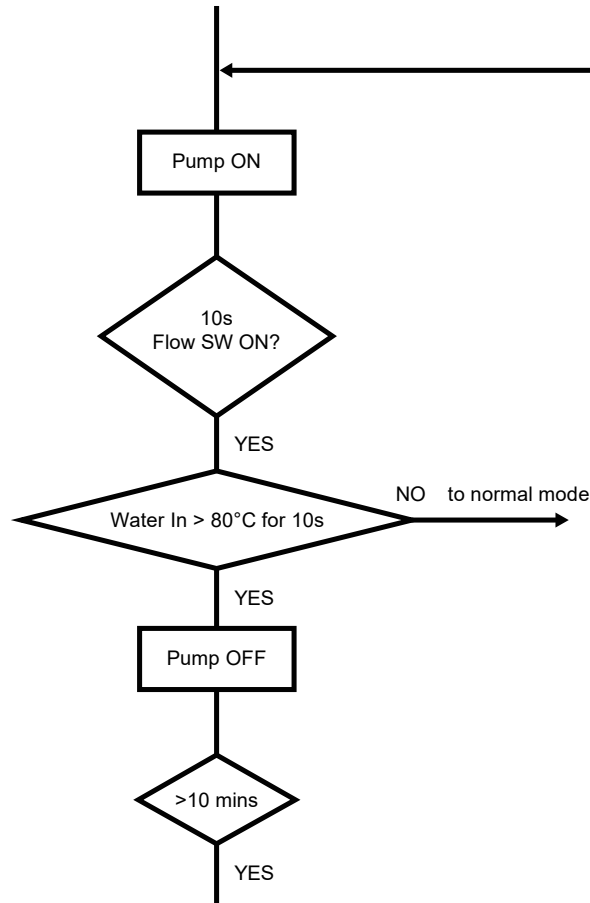 Pump ON
10s
Flow SW ON?
YES
Water In > 80°C for 10s
NO to normal mode
YES
Pump OFF
>10 mins
YES